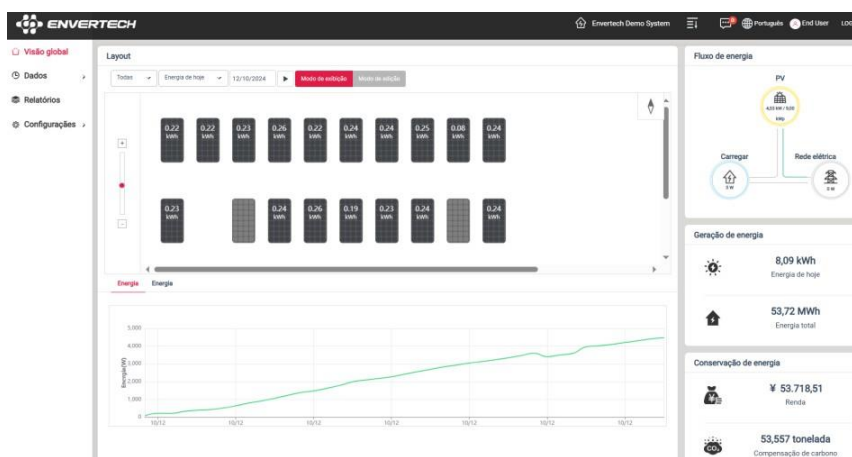 ENVERTECH
Envertech Demo System
Português
End User
LOG
Visão global
Dados
Relatórios
Configurações
Layout
Todas
Energia de hoje
12/10/2024
Modo de exibição
Modo de edição
0.22 kWh 0.22 kWh 0.23 kWh 0.26 kWh 0.22 kWh 0.24 kWh 0.24 kWh 0.25 kWh 0.08 kWh 0.24 kWh
0.23 kWh 0.24 kWh 0.26 kWh 0.19 kWh 0.23 kWh 0.24 kWh 0.24 kWh
Energia Energia
Energia(W)
5,000
4,000
3,000
2,000
1,000
0
10/12 10/12 10/12 10/12 10/12 10/12 10/12
Fluxo de energia
PV
kWp
Carregar
Rede elétrica
0 W
Geração de energia
8,09 kWh
Energia de hoje
53,72 MWh
Energia total
Conservação de energia
¥ 53.718,51
Renda
53,557 tonelada
Compensação de carbono